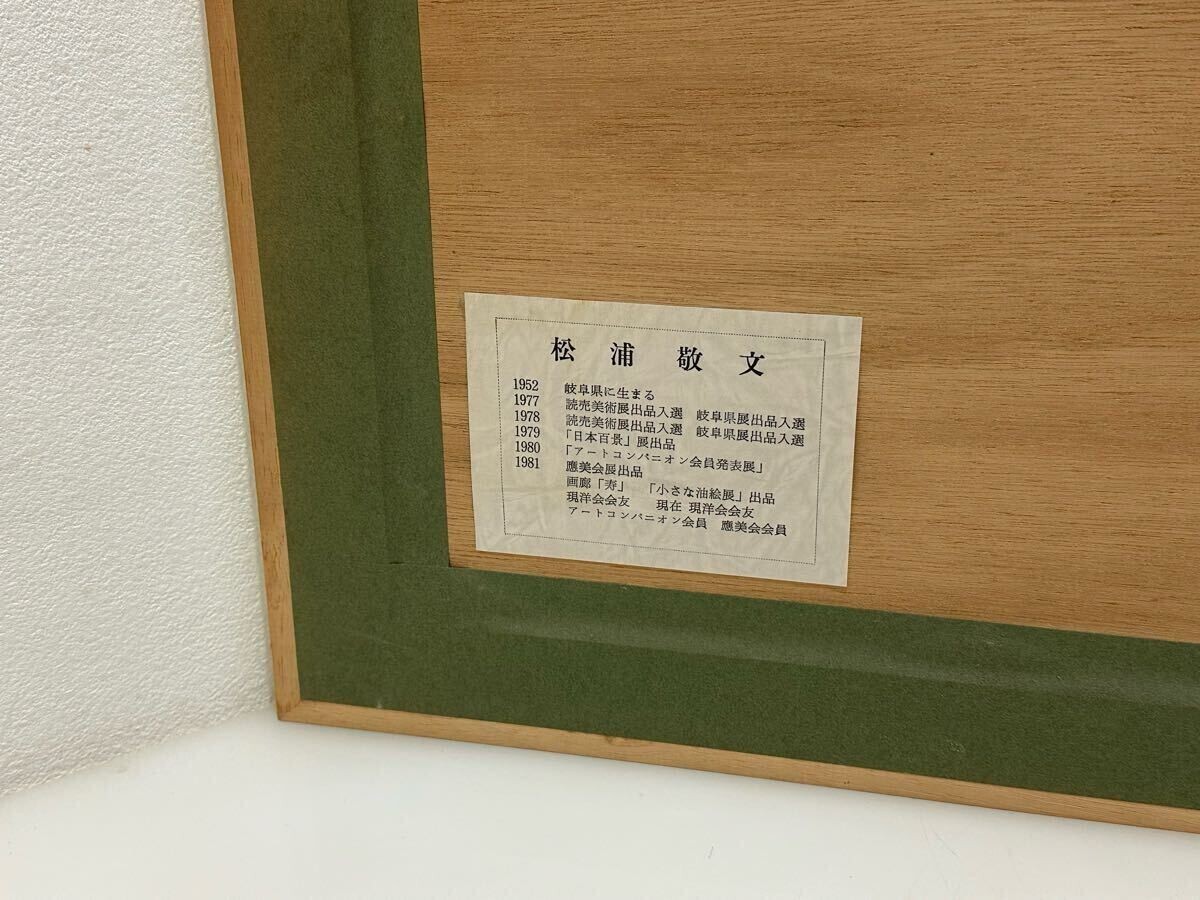 松浦敬文
1952 岐阜県に生まる
1977 読売美術展出品入選 岐阜県展出品入選
1978 読売美術展出品入選 岐阜県展出品入選
1979 「日本百景」展出品
1980 「アートコンパニオン会員発表展」
1981 應美会展出品
画廊「寿」 「小さな油絵展」出品
現洋会会友 現在 現洋会会友
アートコンパニオン会員 應美会会員